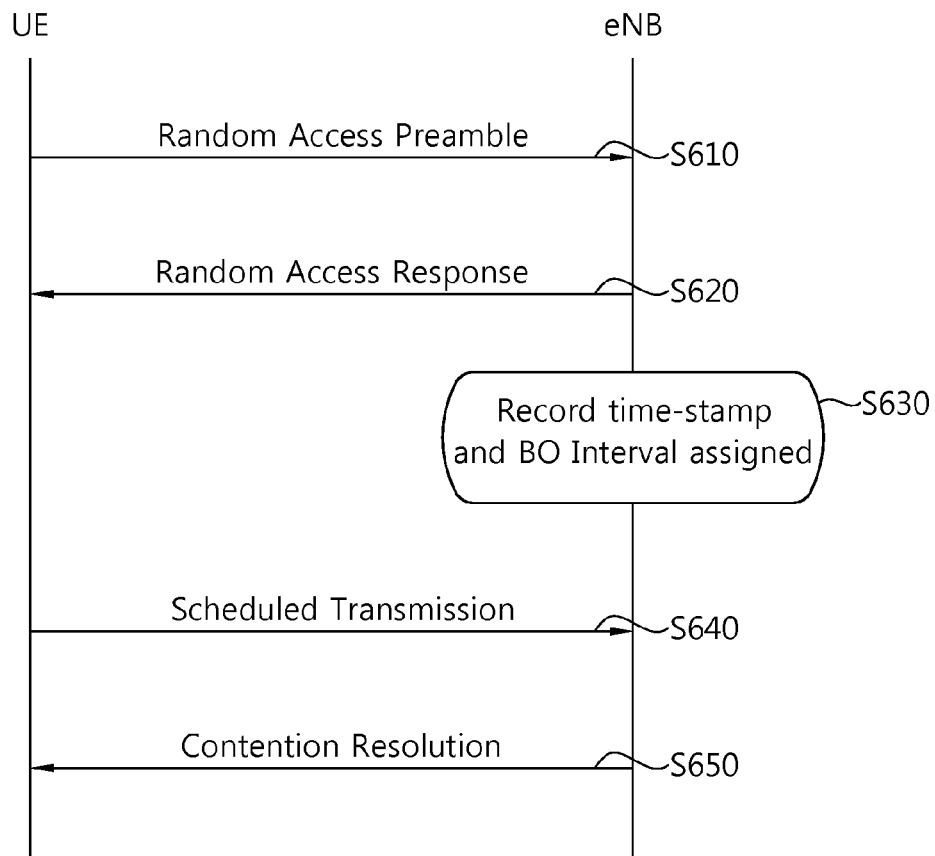 UE
eNB
Random Access Preamble
S610
Random Access Response
S620
Record time-stamp
and BO Interval assigned
S630
Scheduled Transmission
S640
Contention Resolution
S650